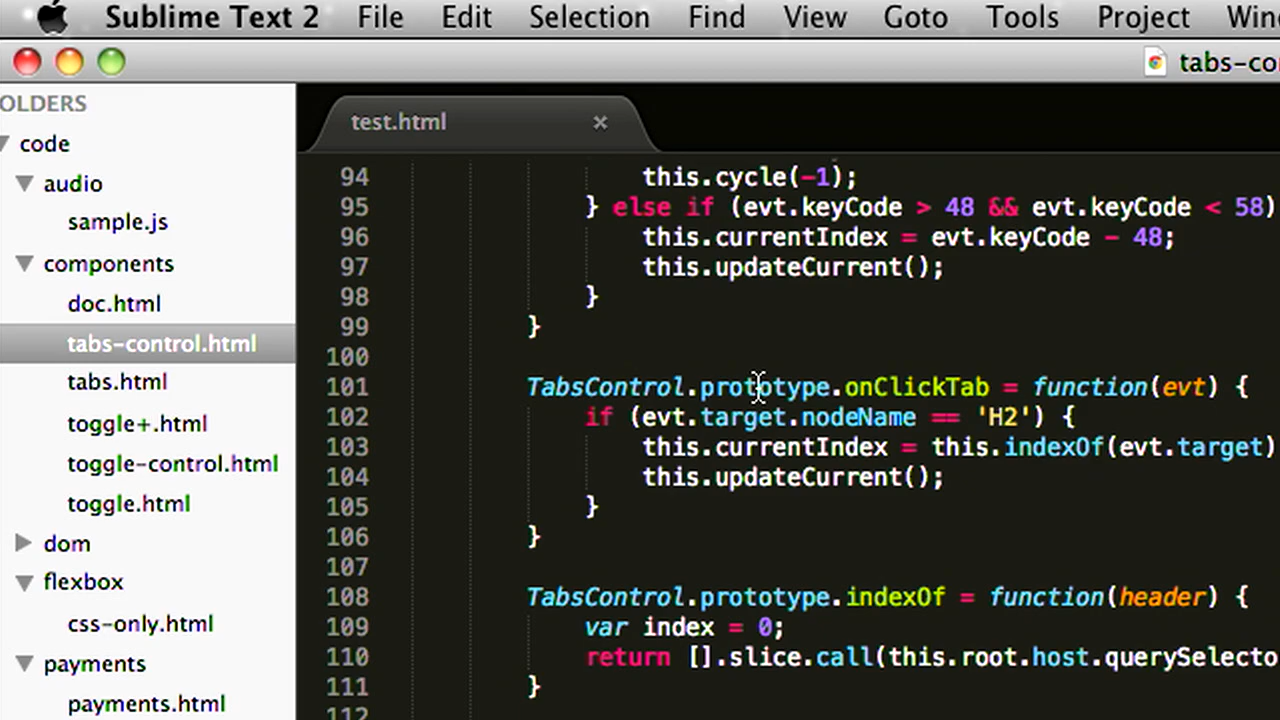 Sublime Text 2 File Edit Selection Find View Goto Tools Project
test.html
OLDERS
code
audio
sample.js
components
doc.html
tabs-control.html
tabs.html
toggle+.html
toggle-control.html
toggle.html
dom
flexbox
css-only.html
payments
payments.html
94 this.cycle(-1);
95 } else if (evt.keyCode > 48 && evt.keyCode < 58)
96 this.currentIndex = evt.keyCode - 48;
97 this.updateCurrent();
98 }
99 }
100
101 TabsControl.prototype.onClickTab = function(evt) {
102 if (evt.target.nodeName == 'H2') {
103 this.currentIndex = this.indexOf(evt.target)
104 this.updateCurrent();
105 }
106 }
107
108 TabsControl.prototype.indexOf = function(header) {
109 var index = 0;
110 return [].slice.call(this.root.host.querySelecto
111 }
112